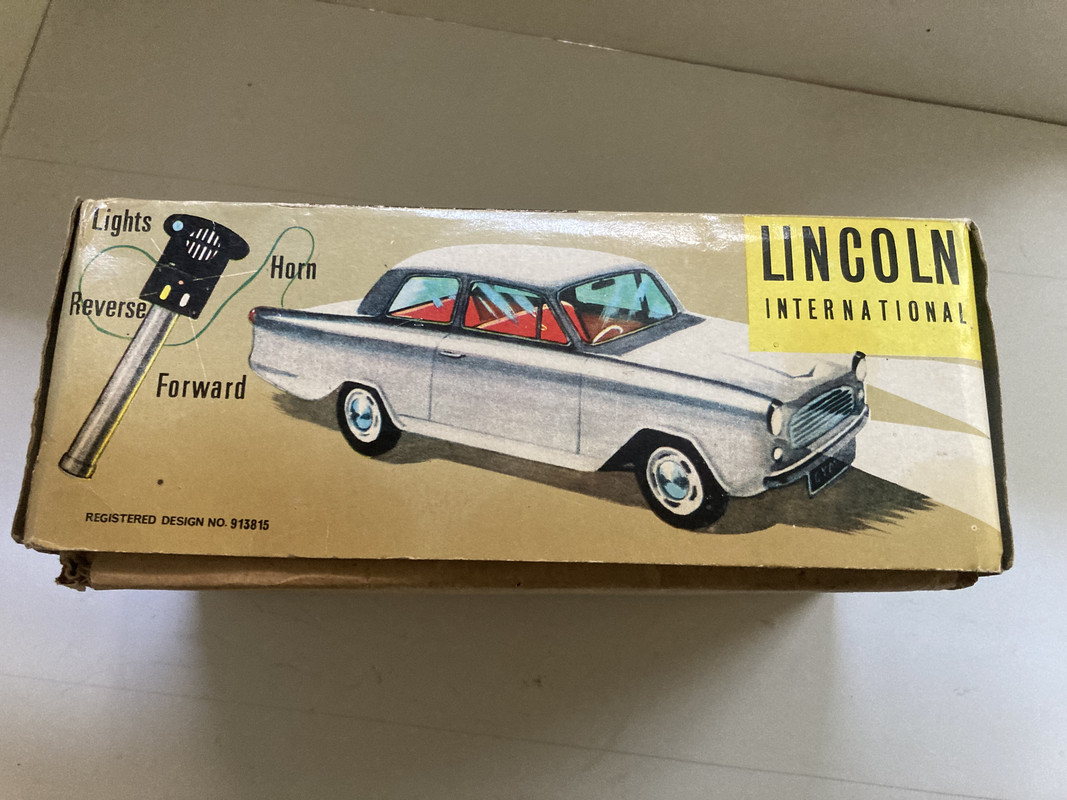 Lights
Horn
Reverse
Forward
LINCOLN
INTERNATIONAL
REGISTERED DESIGN NO. 913815